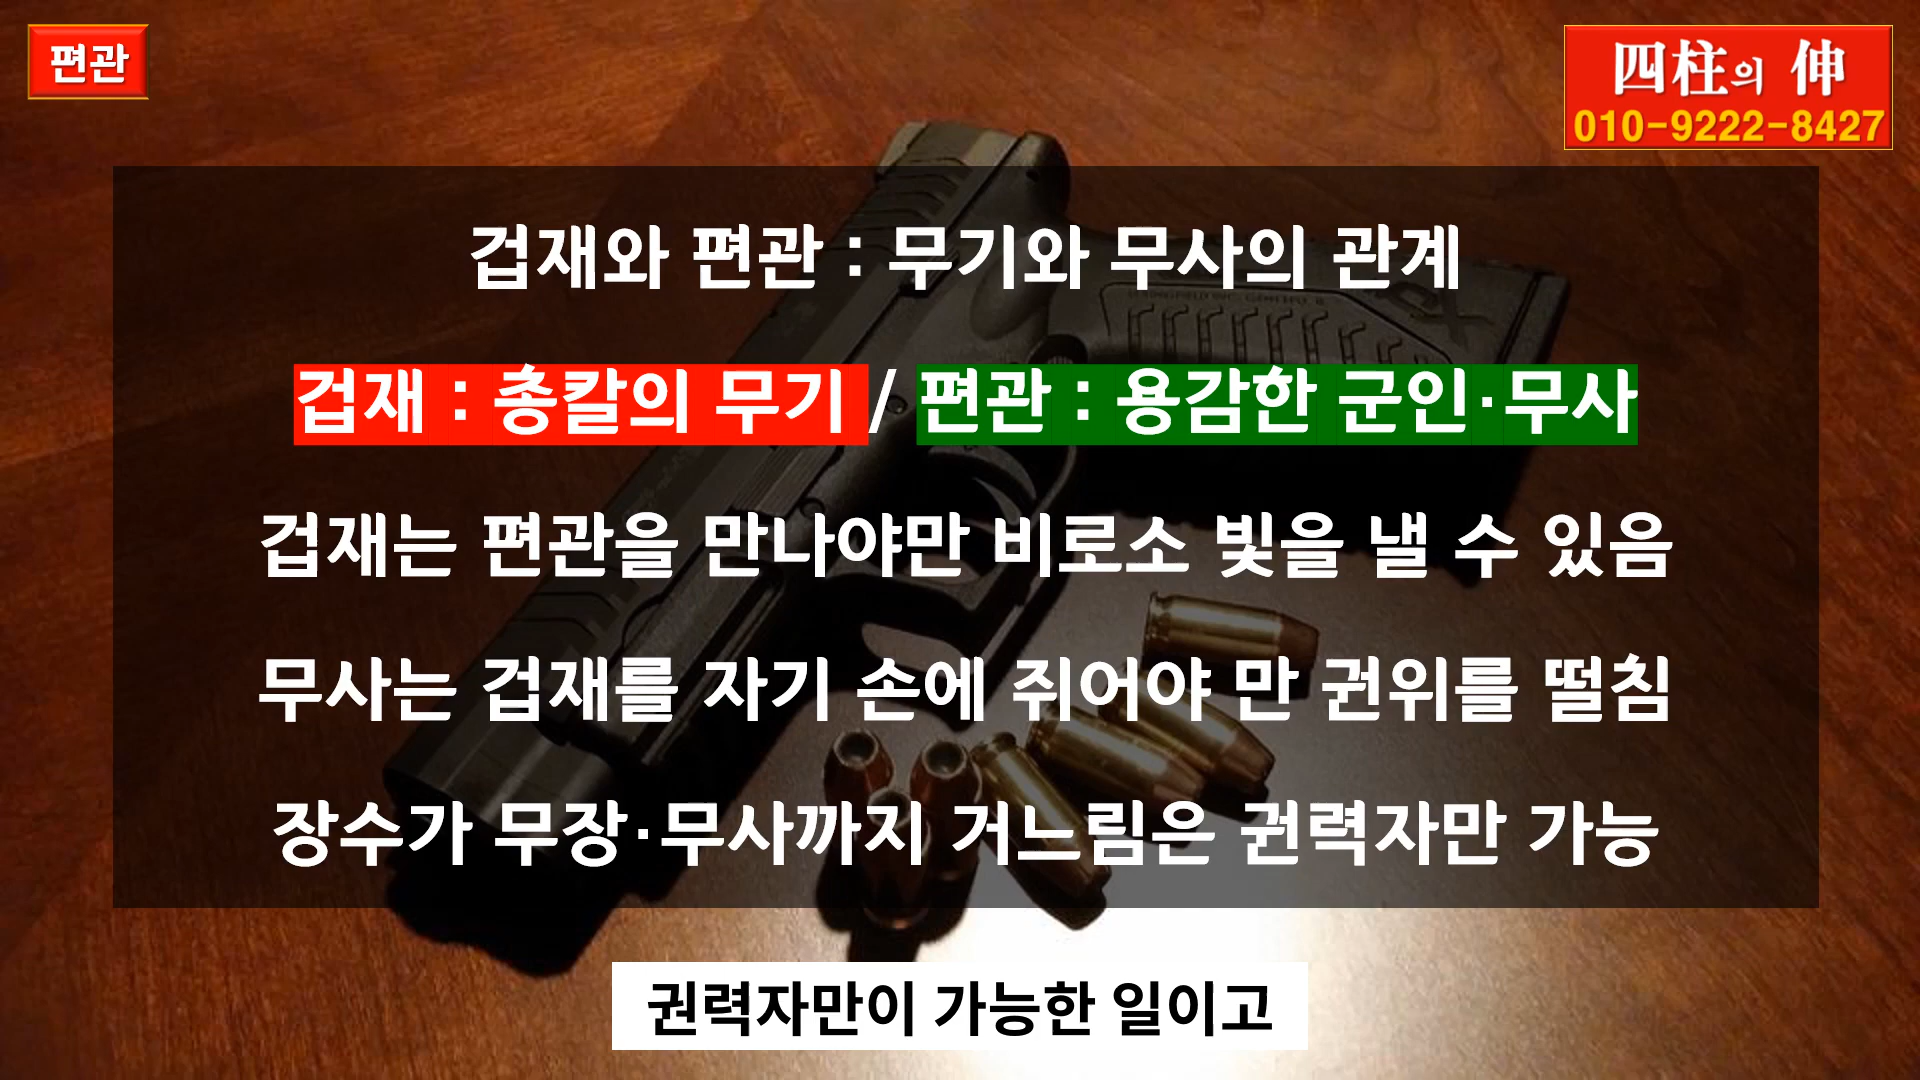 편관
四柱의 伸
010-9222-8427
겁재와 편관 : 무기와 무사의 관계
겁재 : 총칼의 무기 / 편관 : 용감한 군인·무사
겁재는 편관을 만나야만 비로소 빛을 낼 수 있음
무사는 겁재를 자기 손에 쥐어야 만 권위를 떨침
장수가 무장·무사까지 거느림은 권력자만 가능
권력자만이 가능한 일이고